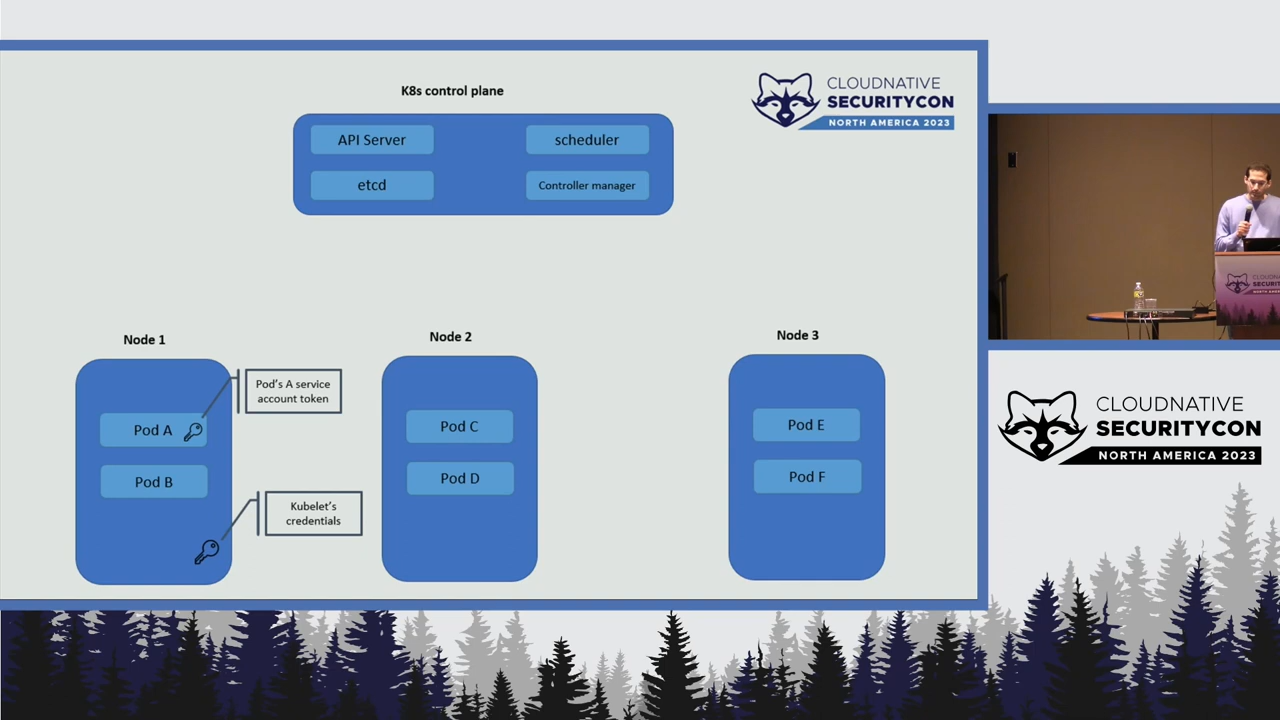 K8s control plane
CLOUDNATIVE
SECURITYCON
NORTH AMERICA 2023
API Server
scheduler
etcd
Controller manager
Node 1
Node 2
Node 3
Pod's A service
account token
Pod A
Pod B
Kubelet's
credentials
Pod C
Pod D
Pod E
Pod F
CLOUDNATIVE
SECURITYCON
NORTH AMERICA 2023